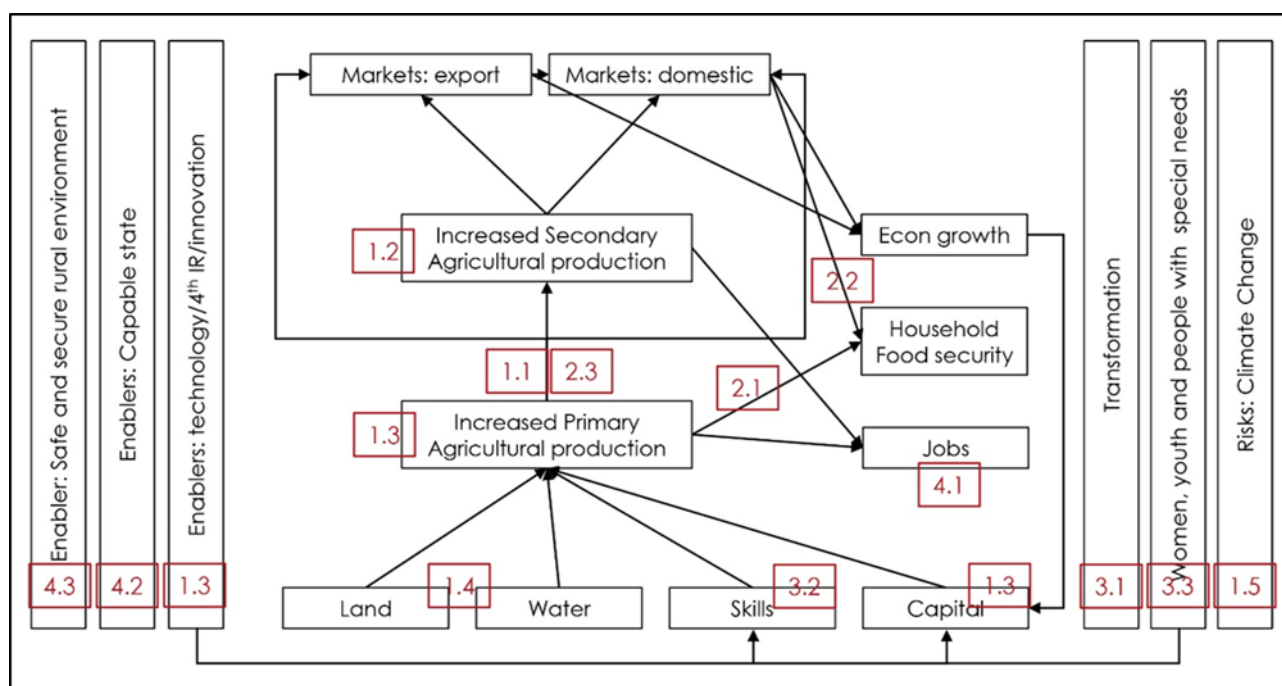 Enabler: Safe and secure rural environment
4.3
Enablers: Capable state
4.2
Enablers: technology/4th IR/innovation
1.3
Markets: export
Markets: domestic
1.2
Increased Secondary
Agricultural production
Econ growth
2.2
Household
Food security
1.1
2.3
2.1
1.3
Increased Primary
Agricultural production
Jobs
4.1
Land
1.4
Water
Skills
3.2
Capital
1.3
Transformation
3.1
Women, youth and people with special needs
3.3
Risks: Climate Change
1.5